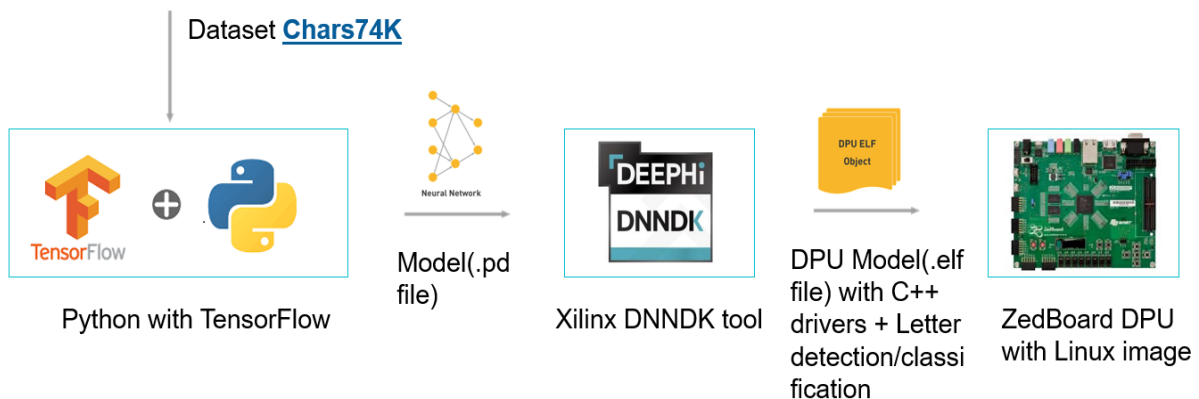 Dataset Chars74K
TensorFlow
Neural Network
DEEPHi
DNNDK
DPU ELF
Object
Model(.pd
file)
DPU Model(.elf
file) with C++
drivers + Letter
detection/classi
fication
Python with TensorFlow
Xilinx DNNDK tool
ZedBoard DPU
with Linux image